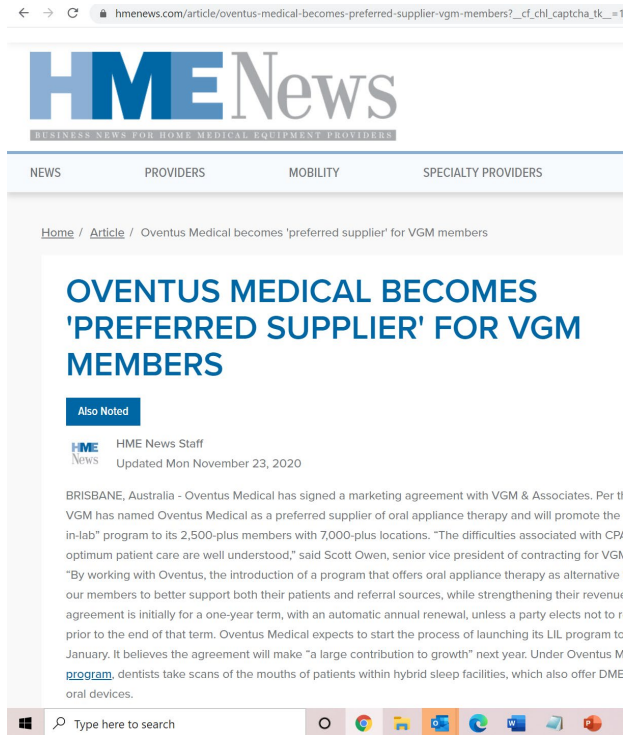 hmenews.com/article/oventus-medical-becomes-preferred-supplier-vgm-members?__cf_chl_captcha_tk__=1
HME News
BUSINESS NEWS FOR HOME MEDICAL EQUIPMENT PROVIDERS
NEWS PROVIDERS MOBILITY SPECIALTY PROVIDERS
Home / Article / Oventus Medical becomes 'preferred supplier' for VGM members
OVENTUS MEDICAL BECOMES
'PREFERRED SUPPLIER' FOR VGM
MEMBERS
Also Noted
HME News
HME News Staff
Updated Mon November 23, 2020
BRISBANE, Australia - Oventus Medical has signed a marketing agreement with VGM & Associates. Per
VGM has named Oventus Medical as a preferred supplier of oral appliance therapy and will promote the
in-lab” program to its 2,500-plus members with 7,000-plus locations. “The difficulties associated with
optimum patient care are well understood,” said Scott Owen, senior vice president of contracting for VGM
“By working with Oventus, the introduction of a program that offers oral appliance therapy as alternative
our members to better support both their patients and referral sources, while strengthening their revenue
agreement is initially for a one-year term, with an automatic annual renewal, unless a party elects not to
prior to the end of that term. Oventus Medical expects to start the process of launching its LIL program to
January. It believes the agreement will make “a large contribution to growth” next year. Under Oventus
program, dentists take scans of the mouths of patients within hybrid sleep facilities, which also offer DME
oral devices.
Type here to search